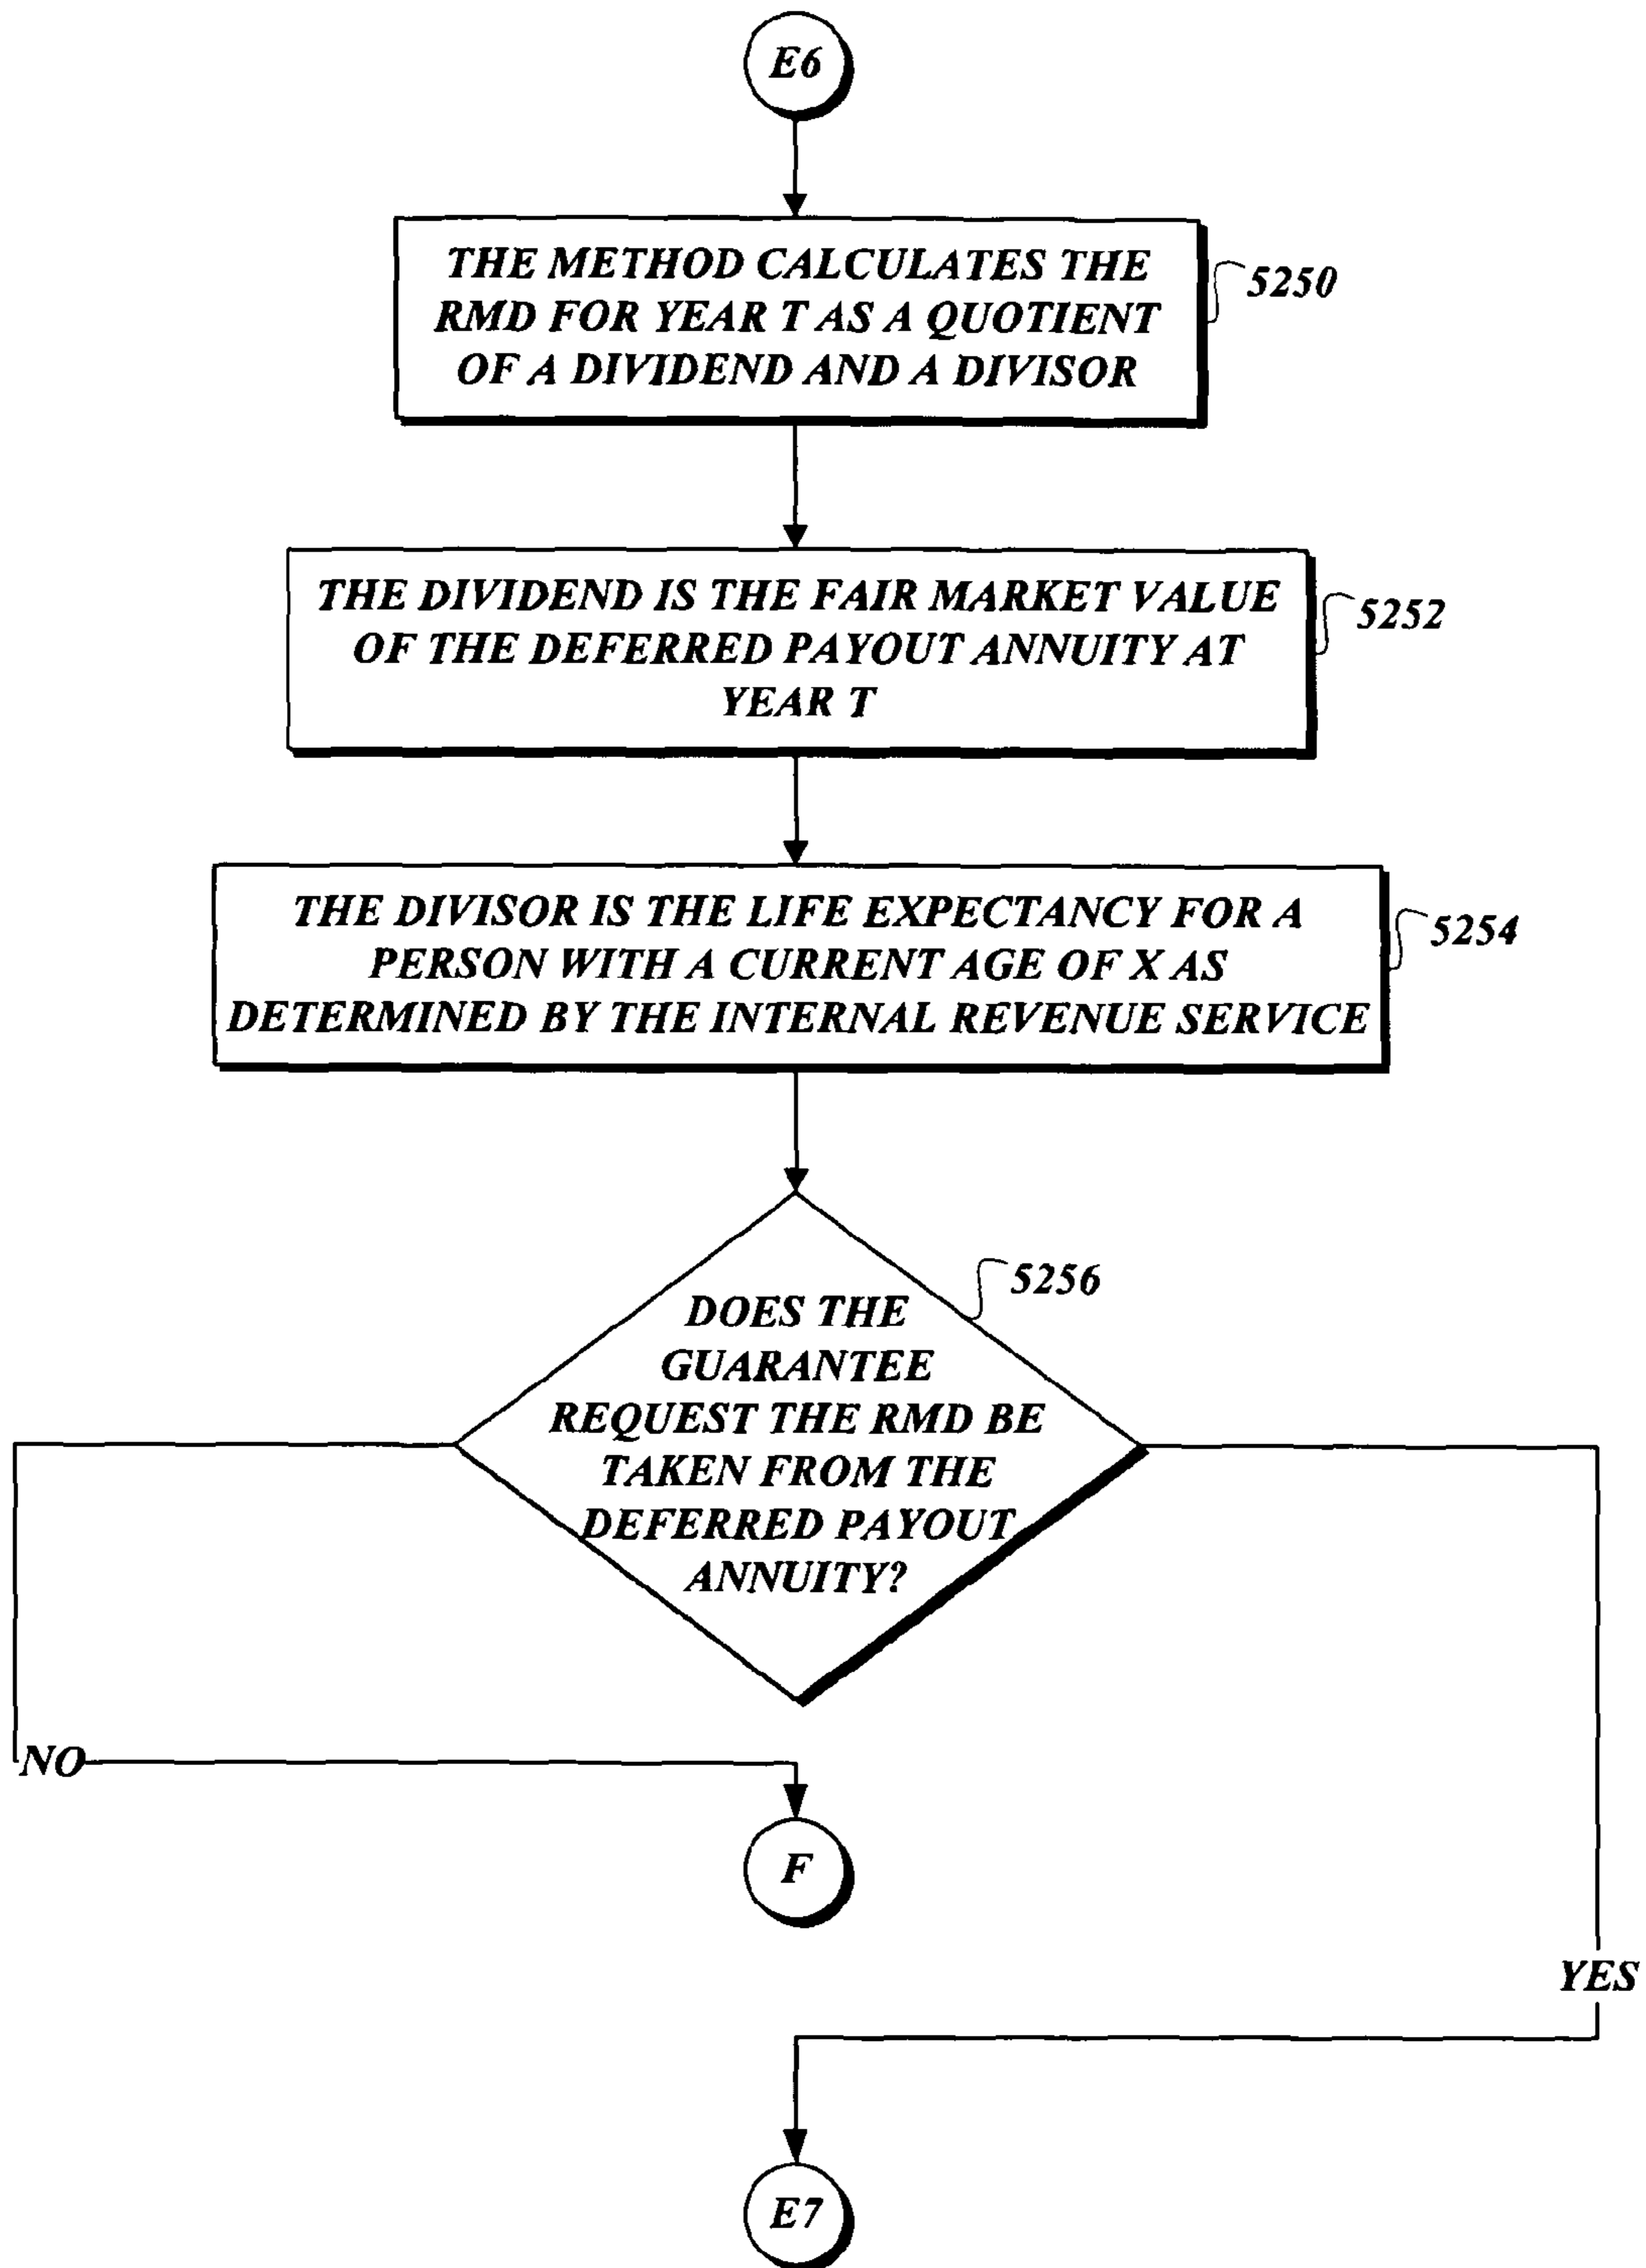 E6
THE METHOD CALCULATES THE
RMD FOR YEAR T AS A QUOTIENT
OF A DIVIDEND AND A DIVISOR
5250
THE DIVIDEND IS THE FAIR MARKET VALUE
OF THE DEFERRED PAYOUT ANNUITY AT
YEAR T
5252
THE DIVISOR IS THE LIFE EXPECTANCY FOR A
PERSON WITH A CURRENT AGE OF X AS
DETERMINED BY THE INTERNAL REVENUE SERVICE
5254
5256
DOES THE
GUARANTEE
REQUEST THE RMD BE
TAKEN FROM THE
DEFERRED PAYOUT
ANNUITY?
NO
F
YES
E7